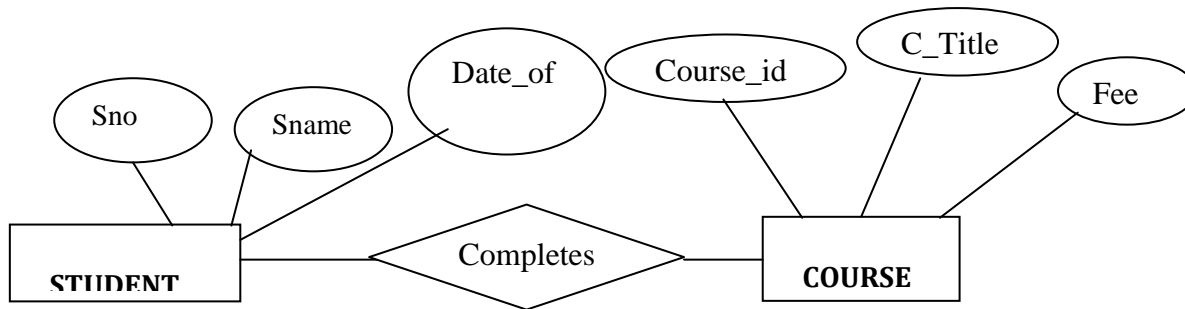 C_Title
Date_of
Course_id
Fee
Sno
Sname
Completes
STUDENT
COURSE